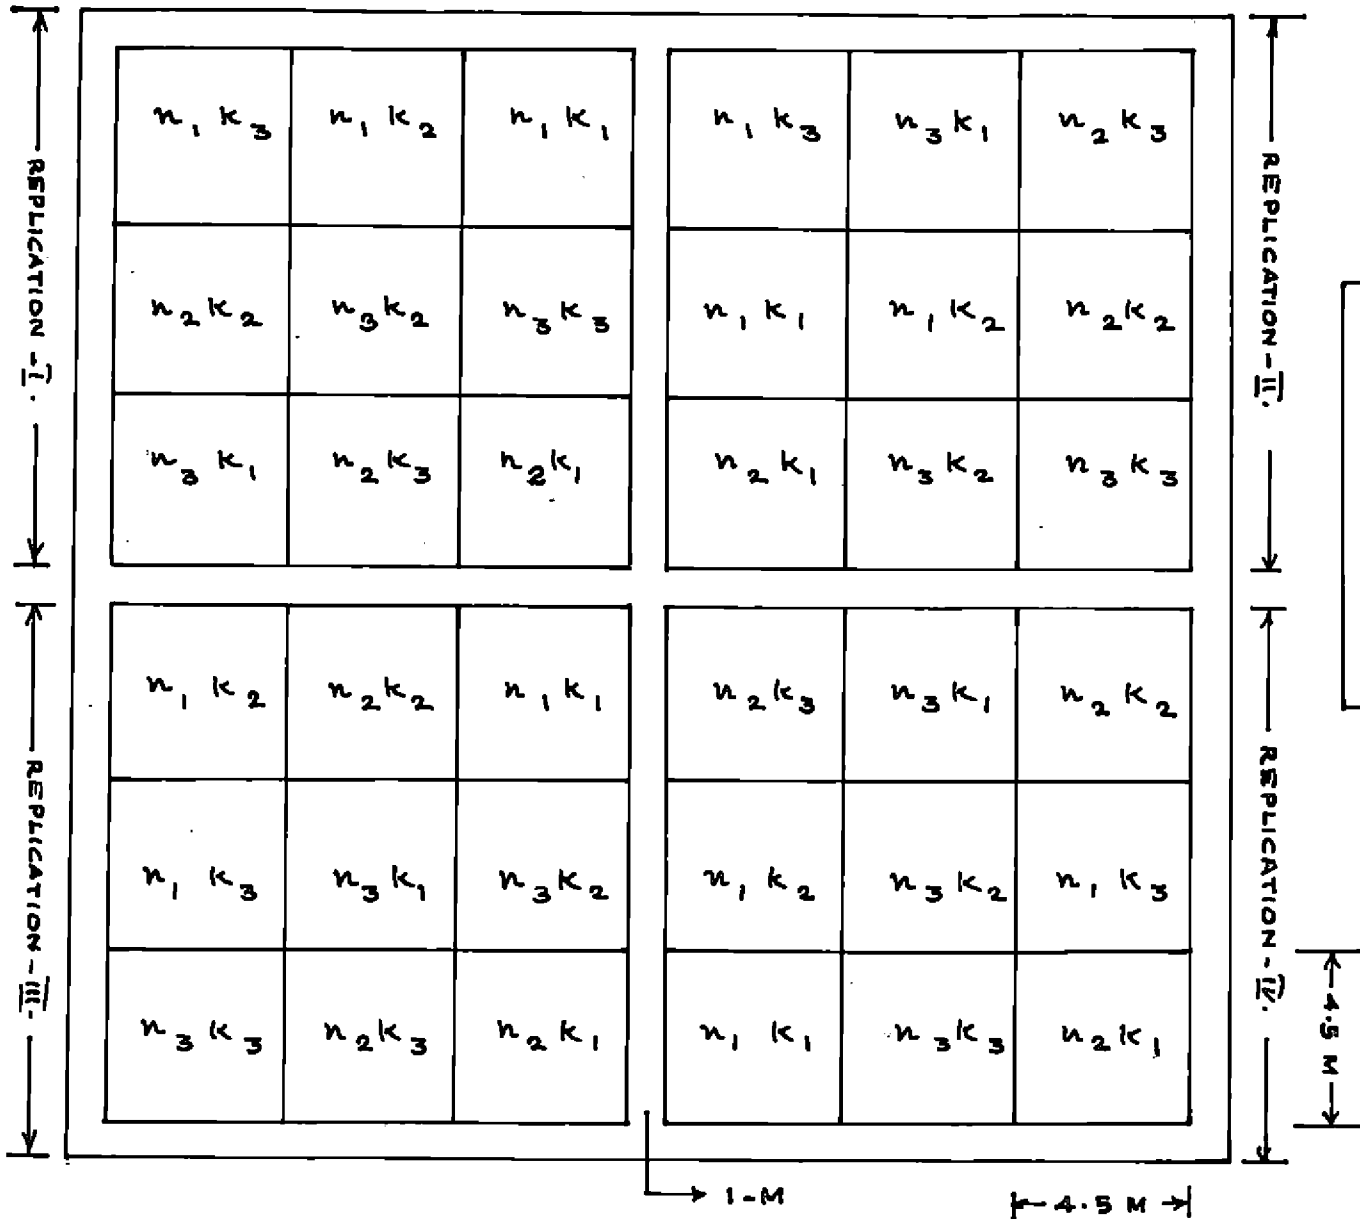 REPLICATION - I.
n₁ k₃ n₁ k₂ n₁ k₁
n₂ k₂ n₃ k₂ n₃ k₃
n₃ k₁ n₂ k₃ n₂ k₁
n₁ k₃ n₃ k₁ n₂ k₃
n₁ k₁ n₁ k₂ n₂ k₂
n₂ k₁ n₃ k₂ n₃ k₃
REPLICATION - II.
REPLICATION - III.
n₁ k₂ n₂ k₂ n₁ k₁
n₁ k₃ n₃ k₁ n₃ k₂
n₃ k₃ n₂ k₃ n₂ k₁
n₂ k₃ n₃ k₁ n₂ k₂
n₁ k₂ n₃ k₂ n₁ k₃
n₁ k₁ n₃ k₃ n₂ k₁
REPLICATION - IV.
4.5 M
1-M
4.5 M